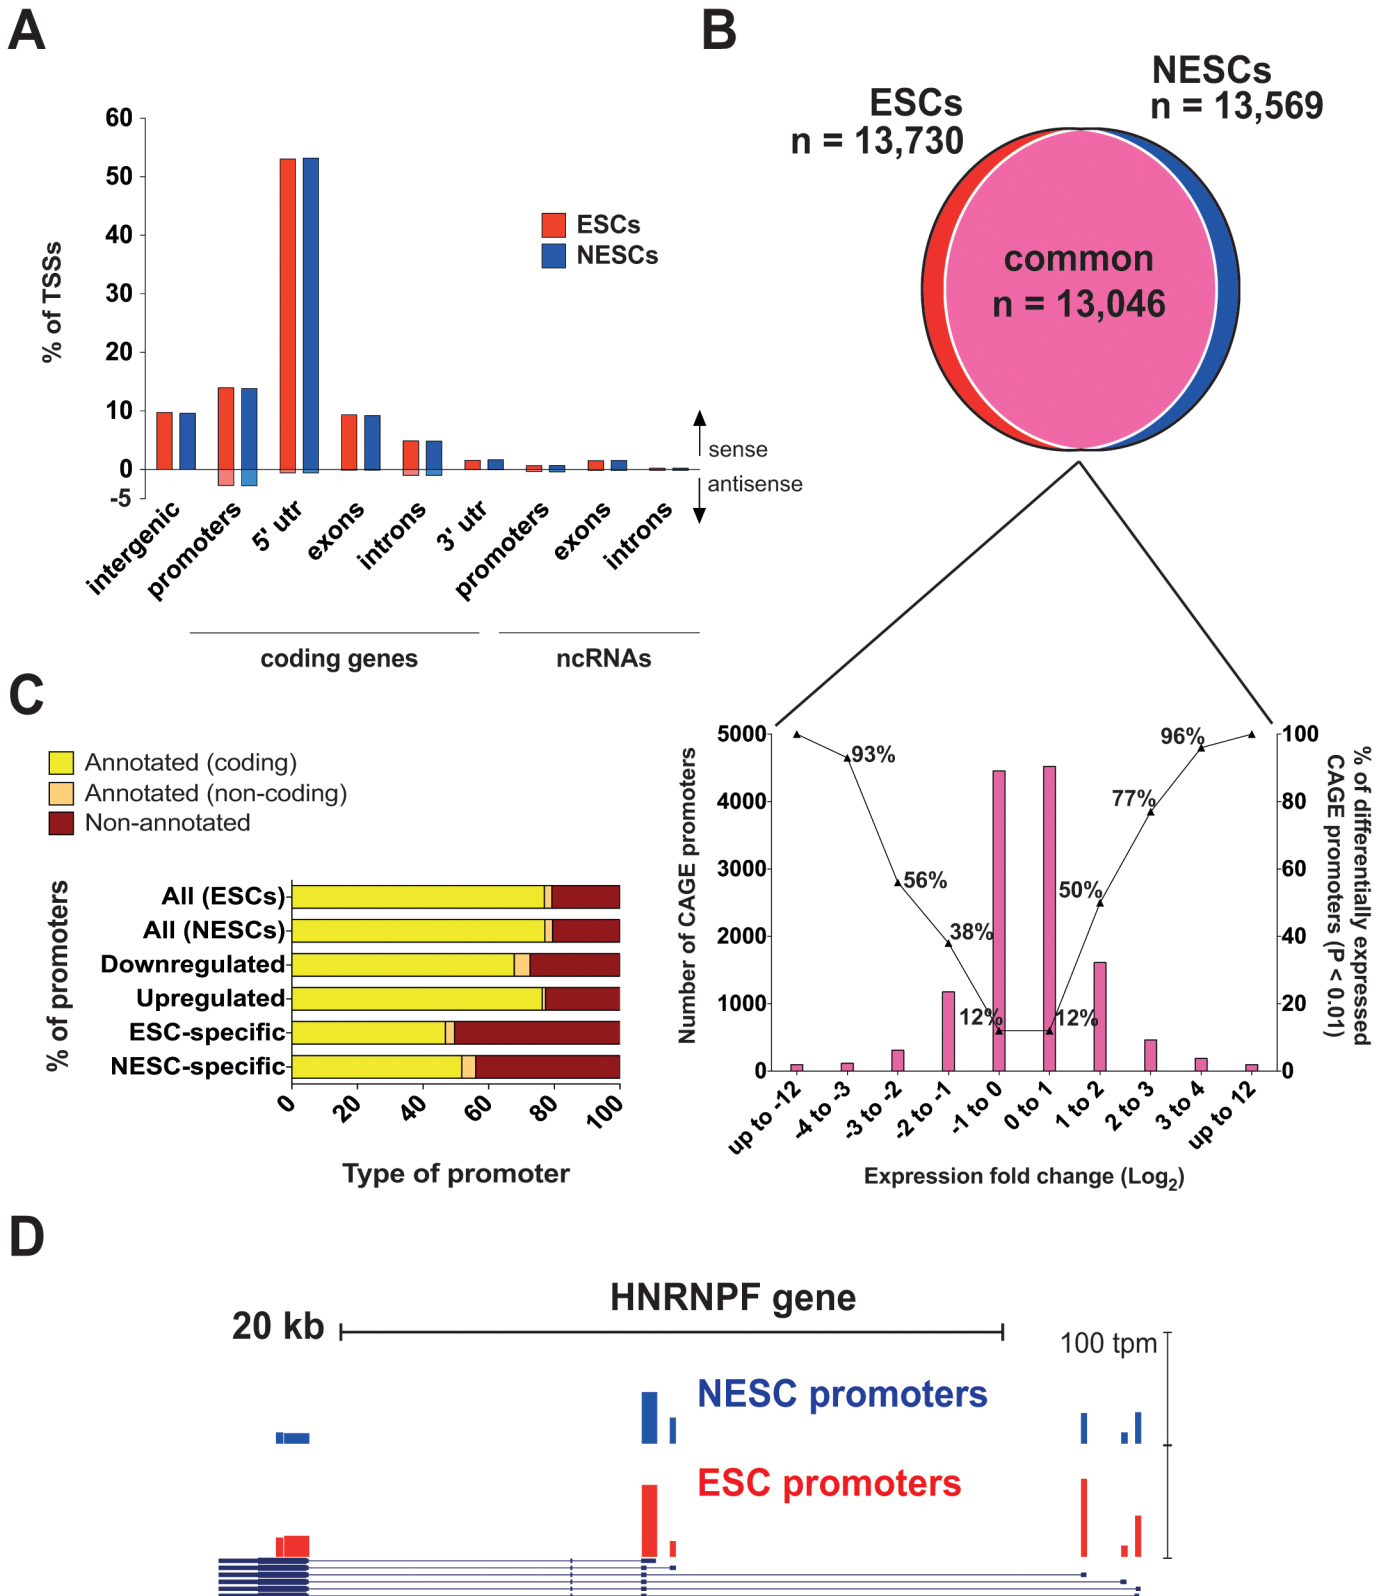 A
60
50
40
30
20
10
0
-5
% of TSSs
ESCs
NESCs
sense
antisense
intergenic
promoters
5' utr
exons
introns
3' utr
promoters
exons
introns
coding genes
ncRNAs
B
NESCs
n = 13,569
ESCs
n = 13,730
common
n = 13,046
5000
4000
3000
2000
1000
0
Number of CAGE promoters
93%
56%
38%
12%
12%
50%
77%
96%
100
80
60
40
20
0
% of differentially expressed
CAGE promoters (P < 0.01)
up to -12
-4 to -3
-3 to -2
-2 to -1
-1 to 0
0 to 1
1 to 2
2 to 3
3 to 4
up to 12
Expression fold change (Log2)
C
Annotated (coding)
Annotated (non-coding)
Non-annotated
% of promoters
All (ESCs)
All (NESCs)
Downregulated
Upregulated
ESC-specific
NESC-specific
0
20
40
60
80
100
Type of promoter
D
HNRNPF gene
20 kb
100 tpm
NESC promoters
ESC promoters